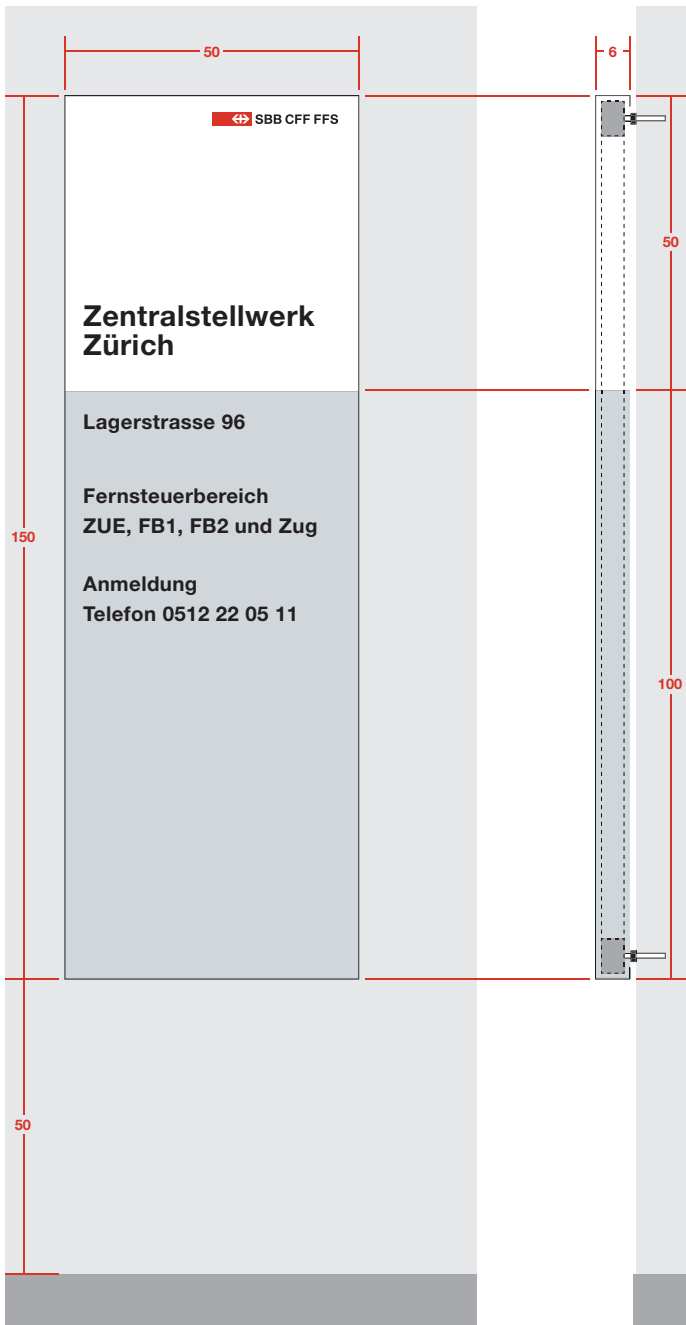 50
6
SBB CFF FFS
50
Zentralstellwerk
Zürich
Lagerstrasse 96
Fernsteuerbereich
ZUE, FB1, FB2 und Zug
150
Anmeldung
Telefon 0512 22 05 11
100
50